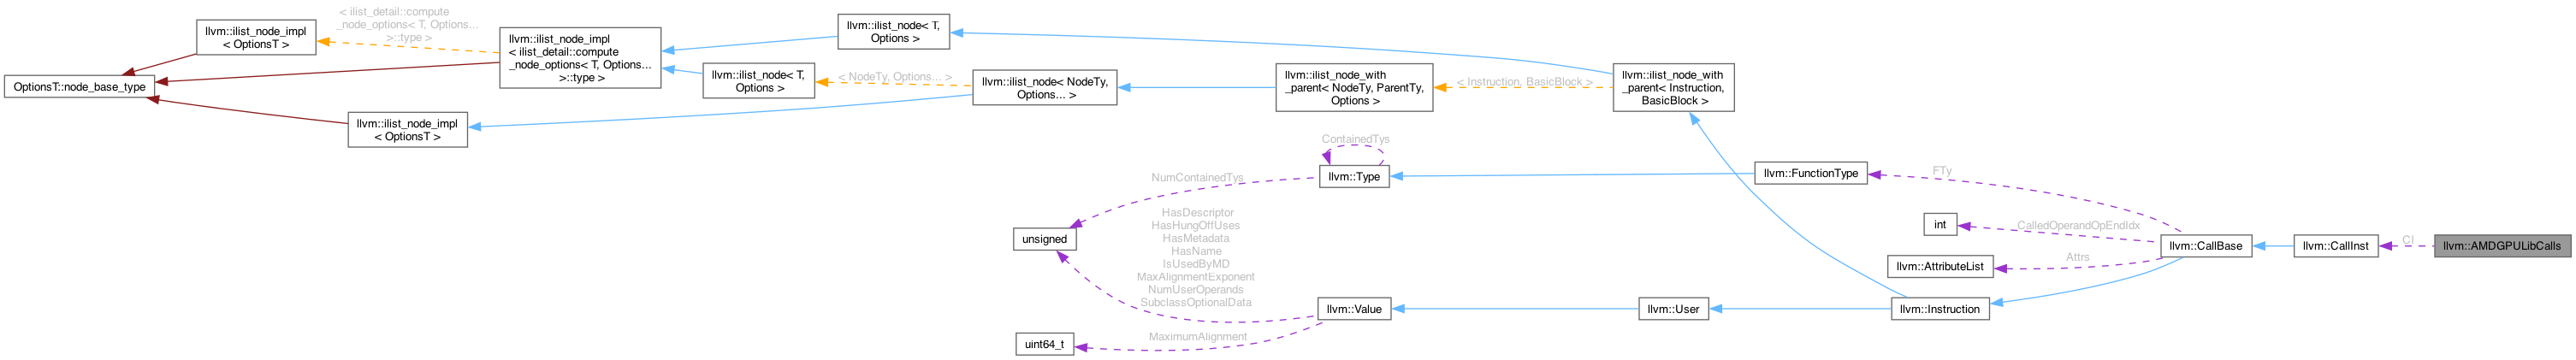 < ilist_detail::compute
_node_options< T, Options...
>::type >
llvm::ilist_node_impl
< OptionsT >
OptionsT::node_base_type
llvm::ilist_node_impl
< OptionsT >
llvm::ilist_node_impl
< ilist_detail::compute
_node_options< T, Options...
>::type >
llvm::ilist_node< T,
Options >
llvm::ilist_node< T,
Options >
< NodeTy, Options... >
llvm::ilist_node< NodeTy,
Options... >
llvm::ilist_node_with
_parent< NodeTy, ParentTy,
Options >
< Instruction, BasicBlock >
llvm::ilist_node_with
_parent< Instruction,
BasicBlock >
ContainedTys
llvm::Type
NumContainedTys
llvm::FunctionType
FTy
unsigned
HasDescriptor
HasHungOffUses
HasMetadata
HasName
IsUsedByMD
MaxAlignmentExponent
NumUserOperands
SubclassOptionalData
int
CalledOperandOpEndIdx
llvm::AttributeList
Attrs
llvm::CallBase
llvm::CallInst
CI
llvm::AMDGPULibCalls
llvm::Value
llvm::User
llvm::Instruction
uint64_t
MaximumAlignment